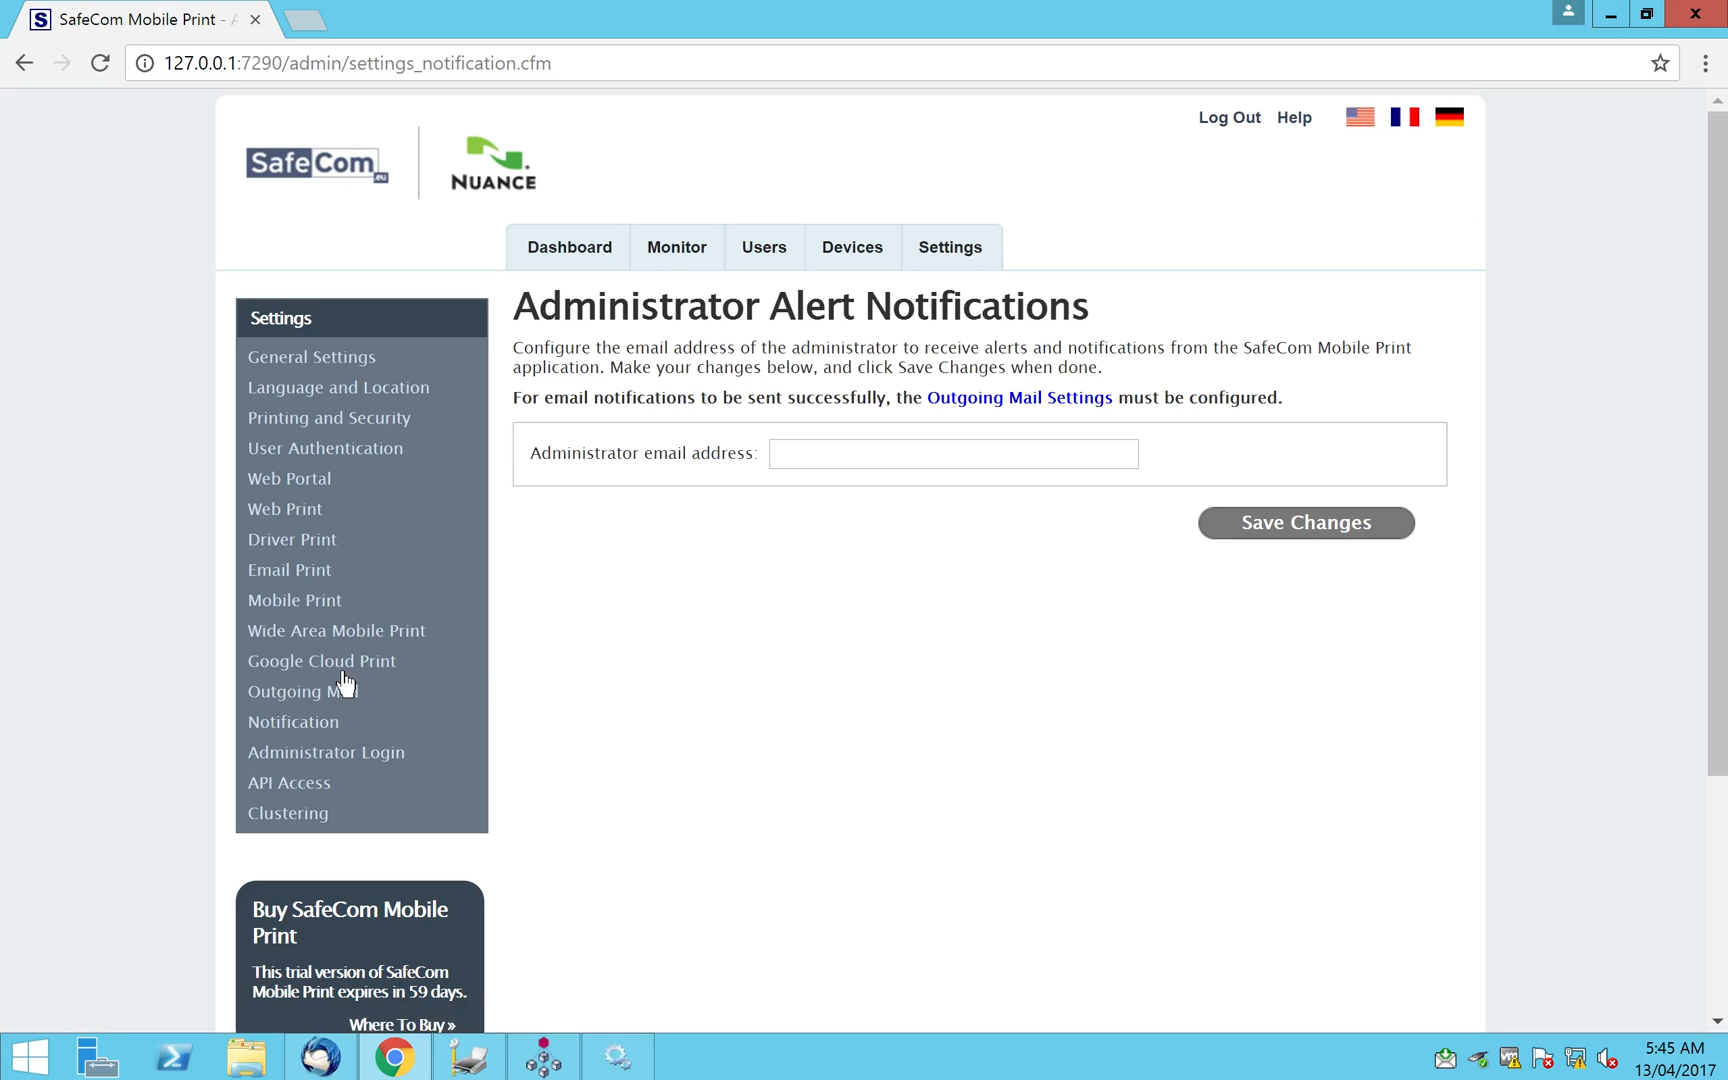 SafeCom Mobile Print - A
127.0.0.1:7290/admin/settings_notification.cfm
Log Out Help
SafeCom.eu
NUANCE
Dashboard Monitor Users Devices Settings
Settings
General Settings
Language and Location
Printing and Security
User Authentication
Web Portal
Web Print
Driver Print
Email Print
Mobile Print
Wide Area Mobile Print
Google Cloud Print
Outgoing
Notification
Administrator Login
API Access
Clustering
Administrator Alert Notifications
Configure the email address of the administrator to receive alerts and notifications from the SafeCom Mobile Print
application. Make your changes below, and click Save Changes when done.
For email notifications to be sent successfully, the Outgoing Mail Settings must be configured.
Administrator email address:
Save Changes
Buy SafeCom Mobile
Print
This trial version of SafeCom
Mobile Print expires in 59 days.
Where To Buy »
5:45 AM
13/04/2017